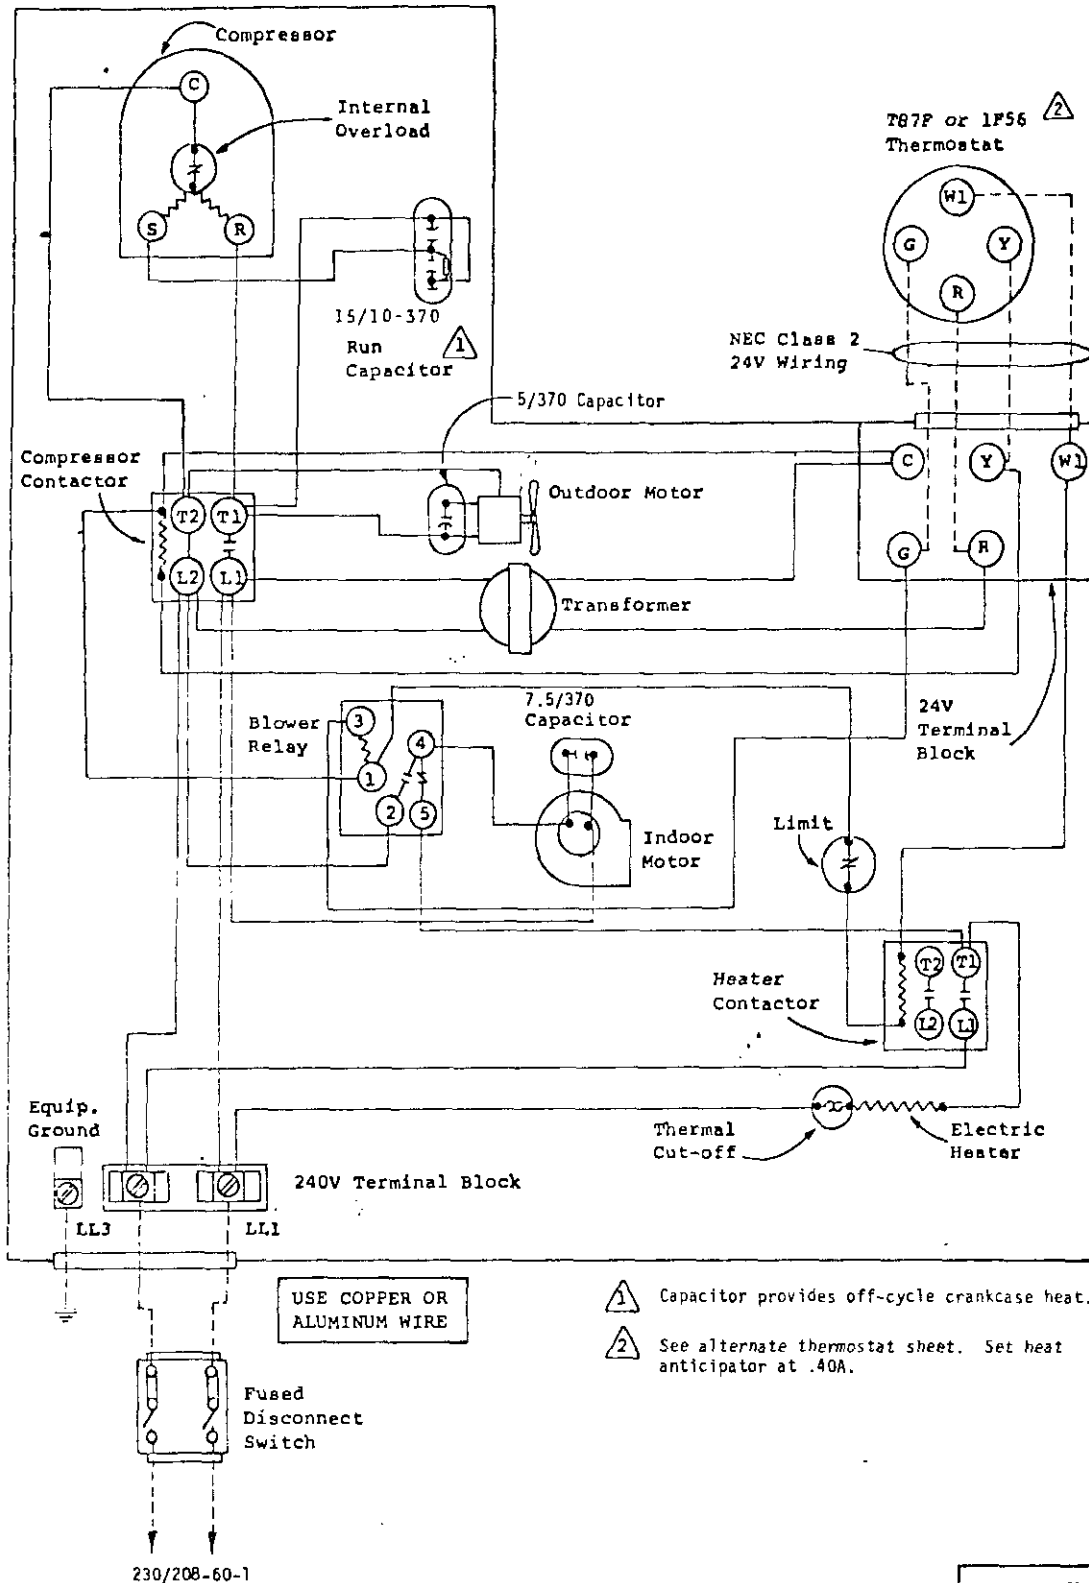 Compressor
C
Internal
Overload
S
R
15/10-370
Run
Capacitor
1
T87F or 1F56
Thermostat
2
W1
G
Y
R
NEC Class 2
24V Wiring
5/370 Capacitor
Compressor
Contactor
Outdoor Motor
T2
T1
L2
L1
C
Y
W1
G
R
Transformer
24V
Terminal
Block
Blower
Relay
3
4
1
2
5
7.5/370
Capacitor
Indoor
Motor
Limit
Heater
Contactor
T2
T1
L2
L1
Thermal
Cut-off
Electric
Heater
Equip.
Ground
240V Terminal Block
LL3
LL1
USE COPPER OR
ALUMINUM WIRE
1 Capacitor provides off-cycle crankcase heat.
2 See alternate thermostat sheet. Set heat
anticipator at .40A.
Fused
Disconnect
Switch
230/208-60-1